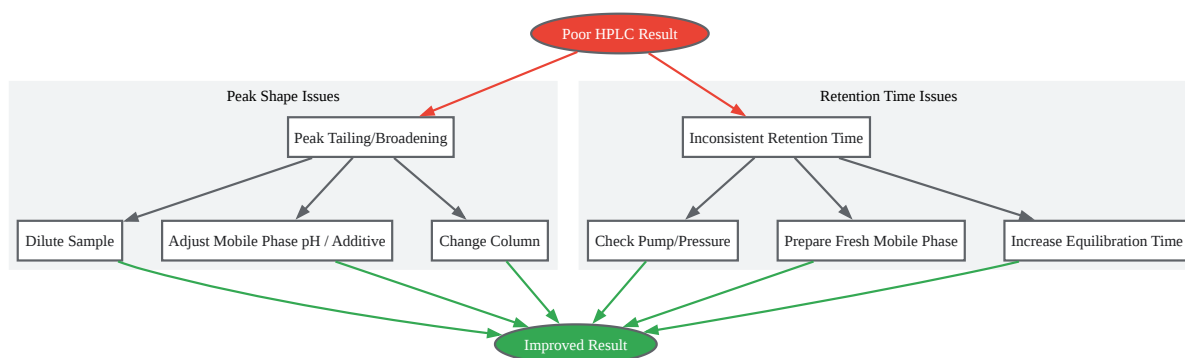 Poor HPLC Result
Peak Shape Issues
Retention Time Issues
Peak Tailing/Broadening
Inconsistent Retention Time
Dilute Sample
Adjust Mobile Phase pH / Additive
Change Column
Check Pump/Pressure
Prepare Fresh Mobile Phase
Increase Equilibration Time
Improved Result